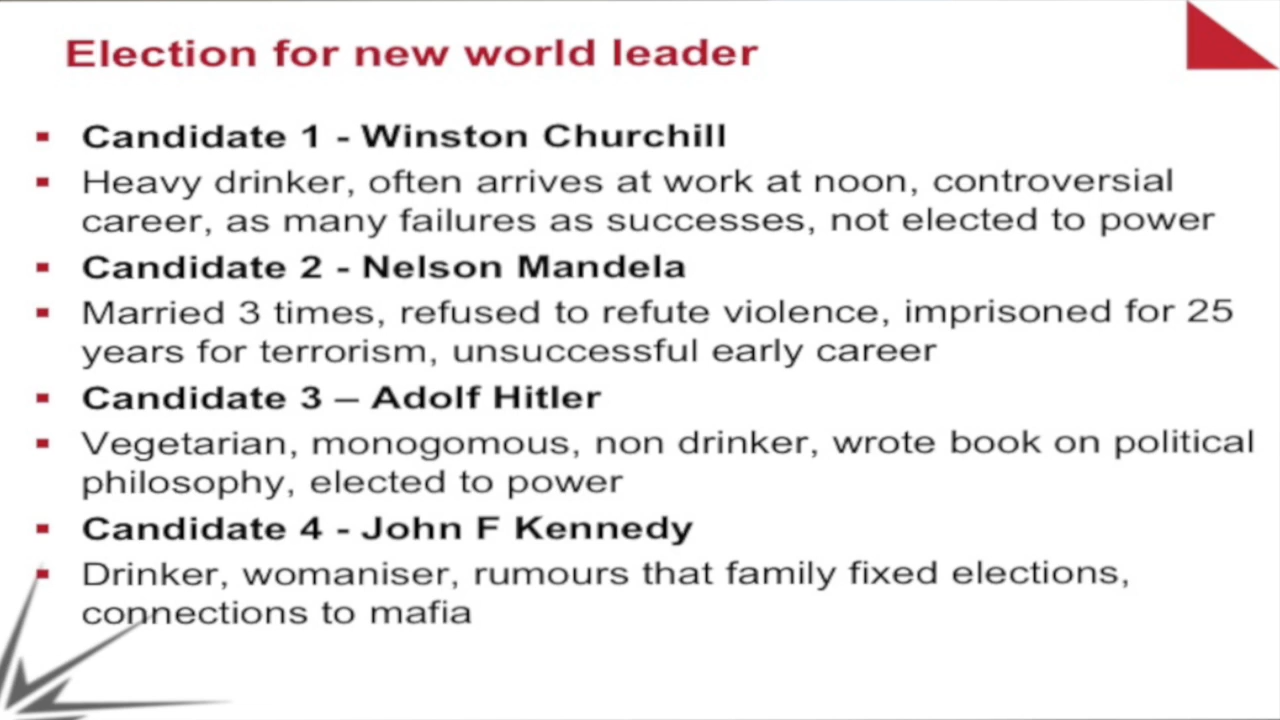 Election for new world leader
Candidate 1 - Winston Churchill
Heavy drinker, often arrives at work at noon, controversial
career, as many failures as successes, not elected to power
Candidate 2 - Nelson Mandela
Married 3 times, refused to refute violence, imprisoned for 25
years for terrorism, unsuccessful early career
Candidate 3 – Adolf Hitler
Vegetarian, monogomous, non drinker, wrote book on political
philosophy, elected to power
Candidate 4 - John F Kennedy
Drinker, womaniser, rumours that family fixed elections,
connections to mafia